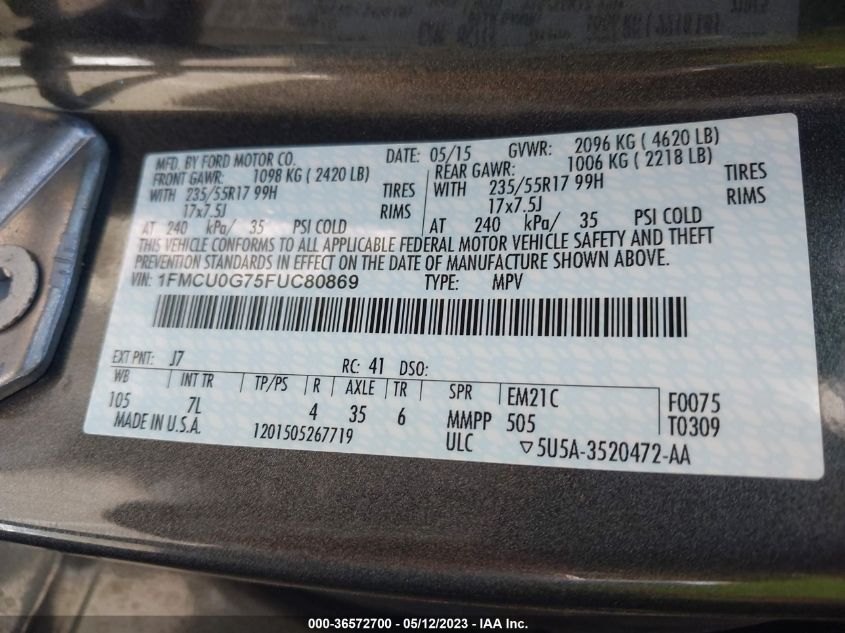 MFD. BY FORD MOTOR CO. DATE: 05/15 GVWR: 2096 KG ( 4620 LB)
FRONT GAWR: 1098 KG ( 2420 LB) REAR GAWR: 1006 KG ( 2218 LB)
WITH 235/55R17 99H TIRES WITH 235/55R17 99H TIRES
17x7.5J RIMS 17x7.5J RIMS
AT 240 kPa/ 35 PSI COLD AT 240 kPa/ 35 PSI COLD
THIS VEHICLE CONFORMS TO ALL APPLICABLE FEDERAL MOTOR VEHICLE SAFETY AND THEFT
PREVENTION STANDARDS IN EFFECT ON THE DATE OF MANUFACTURE SHOWN ABOVE.
VIN: 1FMCU0G75FUC80869 TYPE: MPV
EXT PNT: J7 RC: 41 DSO:
WB INT TR TP/PS R AXLE TR SPR EM21C F0075
105 7L 4 35 6 MMPP 505 T0309
MADE IN U.S.A. 1201505267719 ULC ▽5U5A-3520472-AA
000-36572700 - 05/12/2023 - IAA Inc.